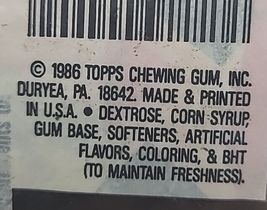 © 1986 TOPPS CHEWING GUM, INC.
DURYEA, PA. 18642. MADE & PRINTED
IN U.S.A. • DEXTROSE, CORN SYRUP,
GUM BASE, SOFTENERS, ARTIFICIAL
FLAVORS, COLORING, & BHT
(TO MAINTAIN FRESHNESS).